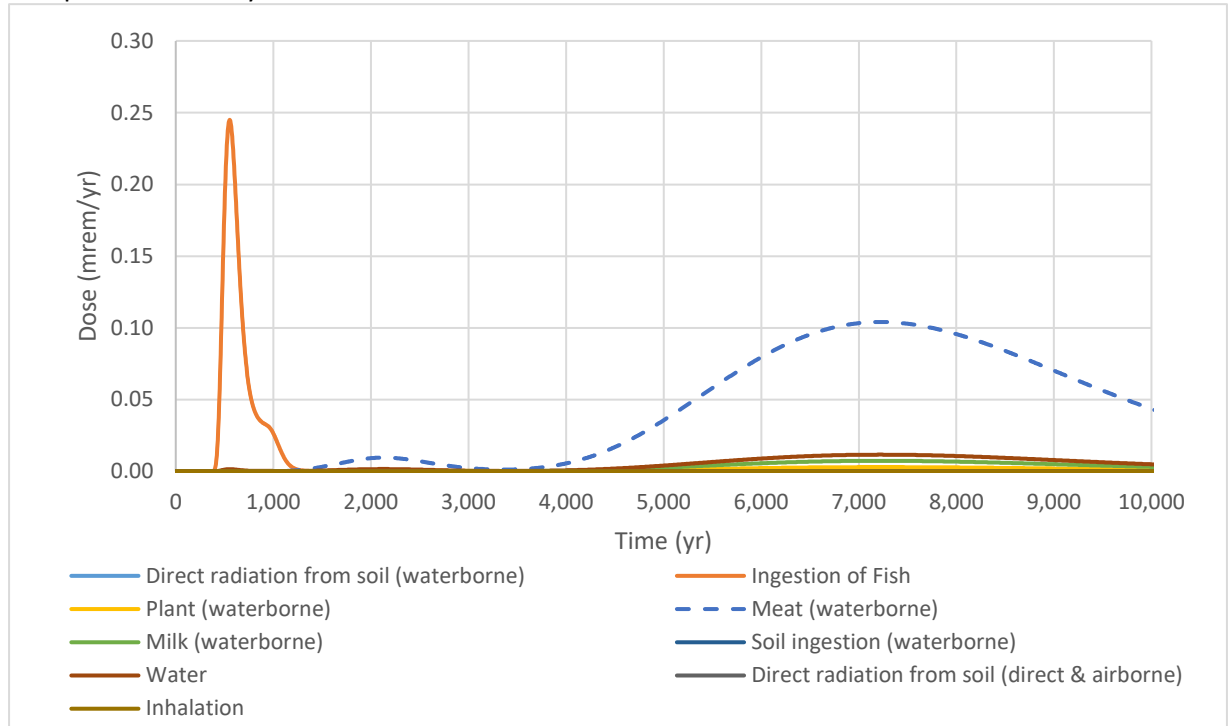 0.30
0.25
0.20
0.15
0.10
0.05
0.00
Dose (mrem/yr)
0 1,000 2,000 3,000 4,000 5,000 6,000 7,000 8,000 9,000 10,000
Time (yr)
Direct radiation from soil (waterborne) Ingestion of Fish
Plant (waterborne) Meat (waterborne)
Milk (waterborne) Soil ingestion (waterborne)
Water Direct radiation from soil (direct & airborne)
Inhalation